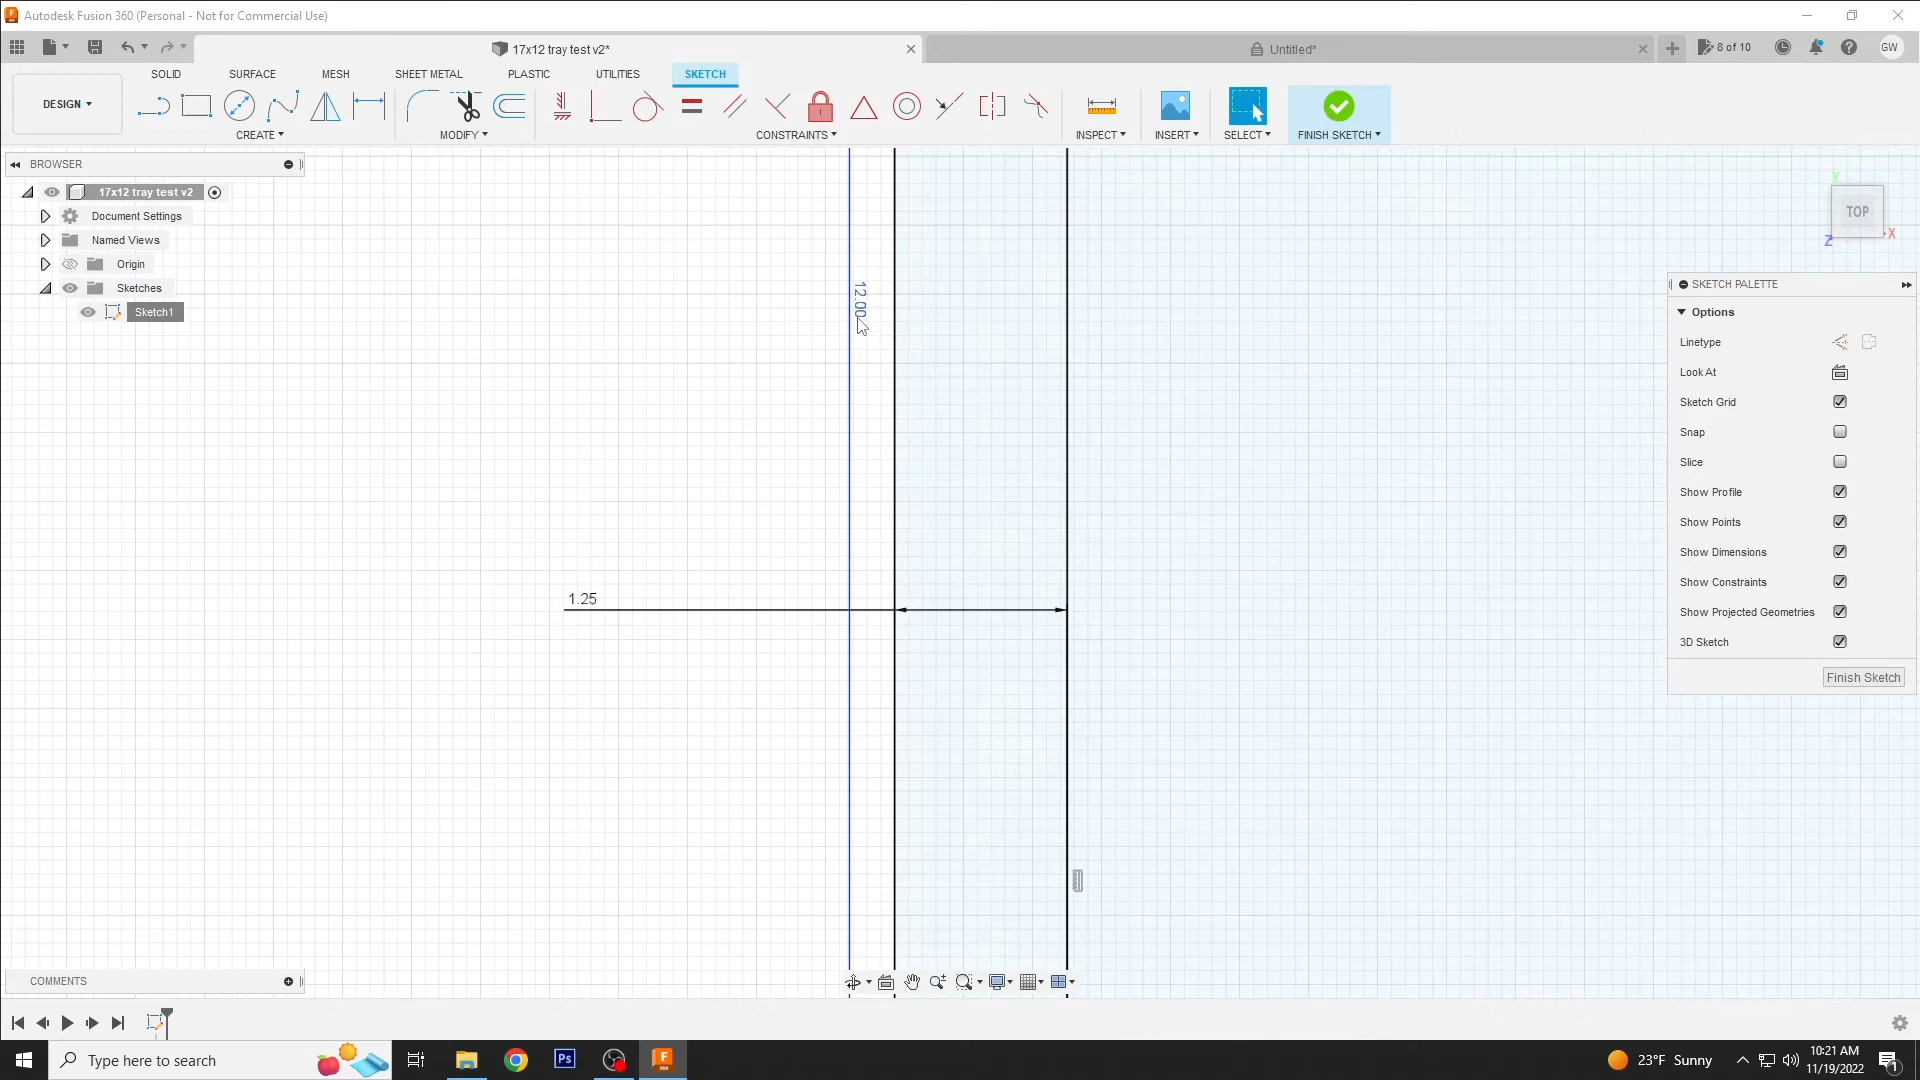 Autodesk Fusion 360 (Personal - Not for Commercial Use)
17x12 tray test v2*
Untitled*
8 of 10
GW
DESIGN
SOLID
SURFACE
MESH
SHEET METAL
PLASTIC
UTILITIES
SKETCH
CREATE
MODIFY
CONSTRAINTS
INSPECT
INSERT
SELECT
FINISH SKETCH
BROWSER
17x12 tray test v2
Document Settings
Named Views
Origin
Sketches
Sketch1
12.00
1.25
Y
TOP
Z
X
SKETCH PALETTE
Options
Linetype
Look At
Sketch Grid
Snap
Slice
Show Profile
Show Points
Show Dimensions
Show Constraints
Show Projected Geometries
3D Sketch
Finish Sketch
COMMENTS
Type here to search
Ps
F
360
23°F Sunny
10:21 AM
11/19/2022
1